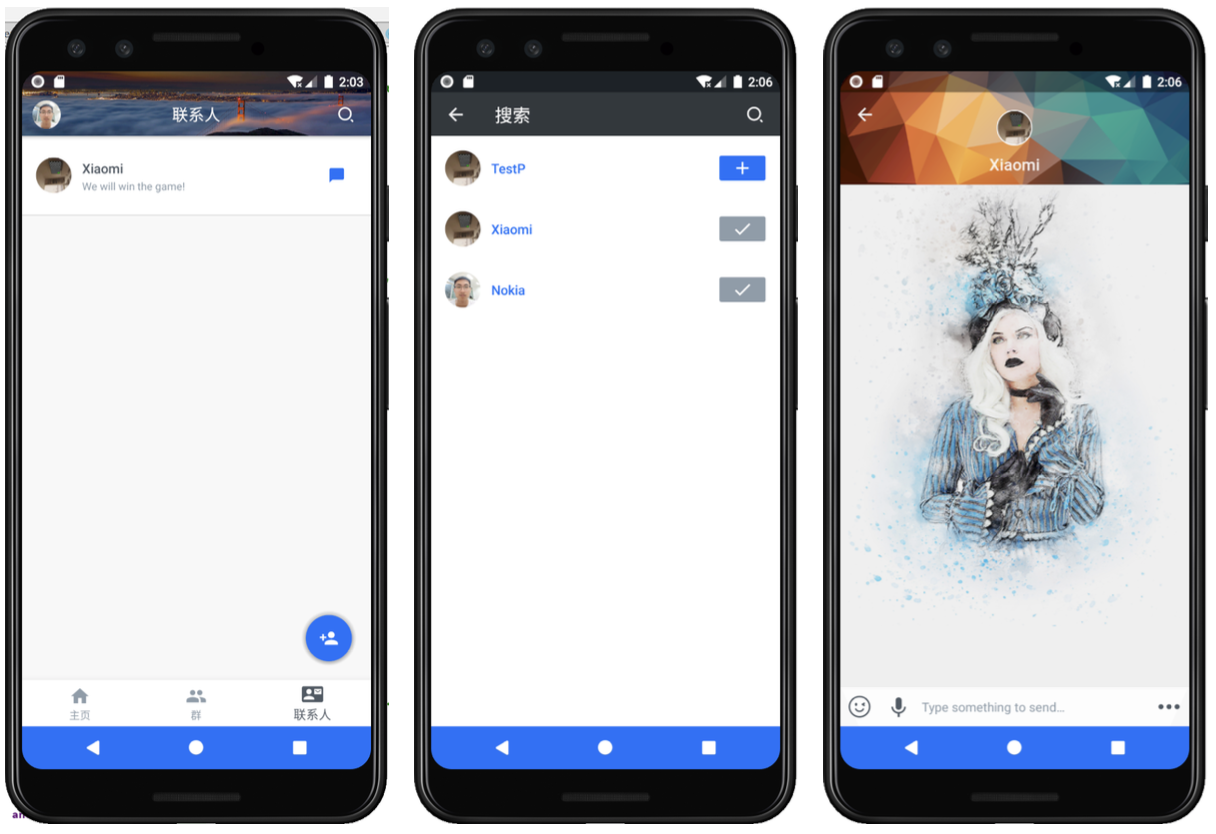 2:03
联系人
Xiaomi
We will win the game!
主页
群
联系人
2:06
搜索
TestP
Xiaomi
Nokia
2:06
Xiaomi
Type something to send...